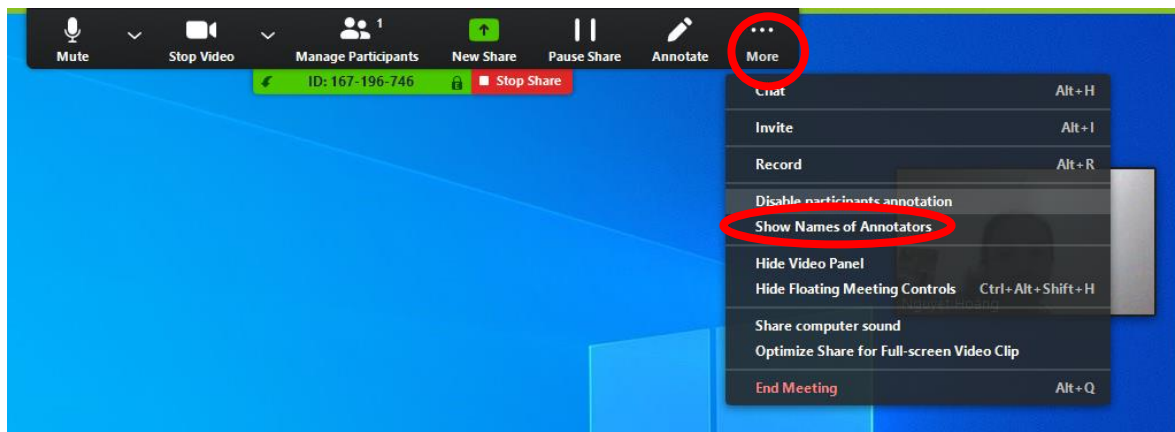 1
Mute Stop Video Manage Participants New Share Pause Share Annotate More
ID: 167-196-746 Stop Share
Chat Alt+H
Invite Alt+I
Record Alt+R
Disable participants annotation
Show Names of Annotators
Hide Video Panel
Hide Floating Meeting Controls Ctrl+Alt+Shift+H
Nguyet Hoang
Share computer sound
Optimize Share for Full-screen Video Clip
End Meeting Alt+Q